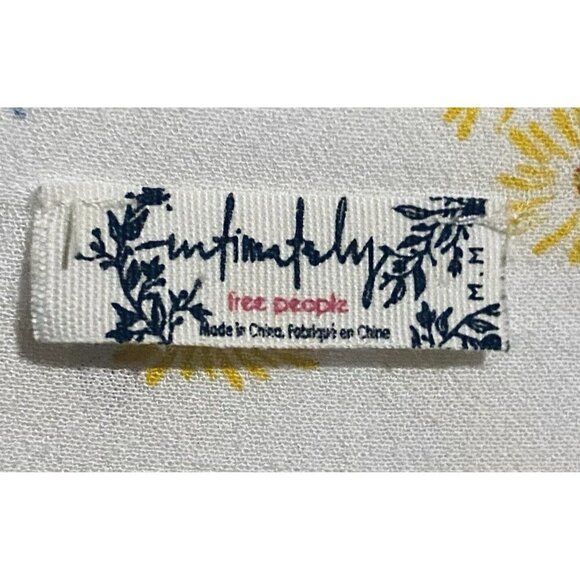 intimately
free people
Made in China. Fabriqué en Chine
M.M